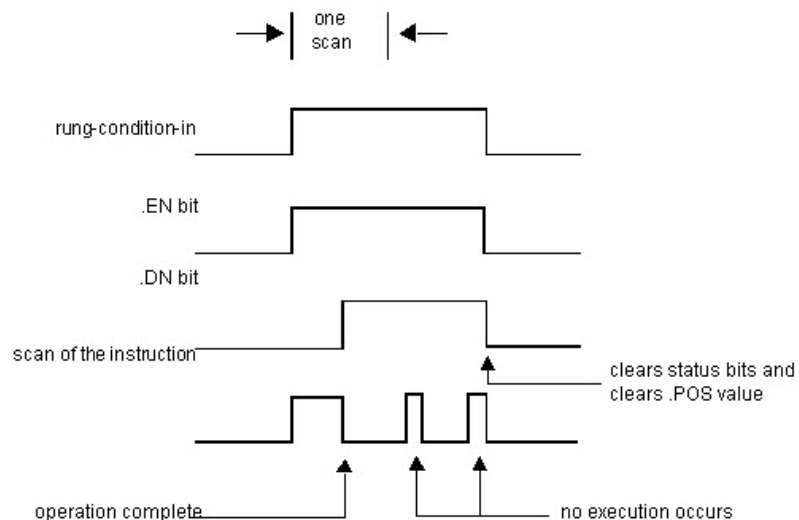 one
scan
rung-condition-in
.EN bit
.DN bit
scan of the instruction
clears status bits and
clears .POS value
operation complete
no execution occurs